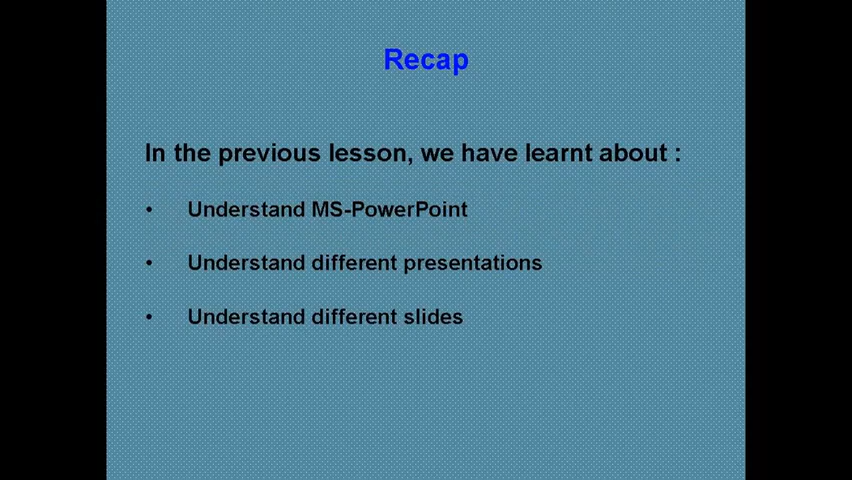 Recap
In the previous lesson, we have learnt about :
• Understand MS-PowerPoint
• Understand different presentations
• Understand different slides